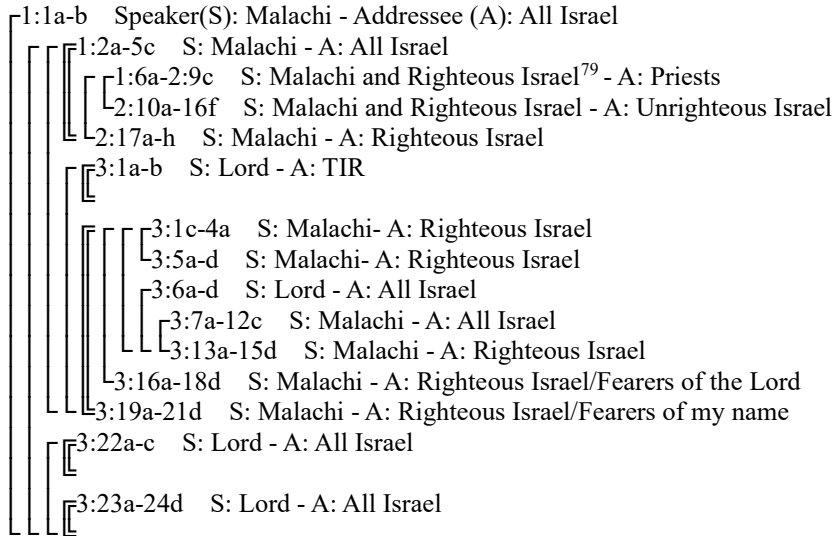 1:1a-b Speaker(S): Malachi - Addressee (A): All Israel
1:2a-5c S: Malachi - A: All Israel
1:6a-2:9c S: Malachi and Righteous Israel79 - A: Priests
2:10a-16f S: Malachi and Righteous Israel - A: Unrighteous Israel
2:17a-h S: Malachi - A: Righteous Israel
3:1a-b S: Lord - A: TIR
3:1c-4a S: Malachi- A: Righteous Israel
3:5a-d S: Malachi- A: Righteous Israel
3:6a-d S: Lord - A: All Israel
3:7a-12c S: Malachi - A: All Israel
3:13a-15d S: Malachi - A: Righteous Israel
3:16a-18d S: Malachi - A: Righteous Israel/Fearers of the Lord
3:19a-21d S: Malachi - A: Righteous Israel/Fearers of my name
3:22a-c S: Lord - A: All Israel
3:23a-24d S: Lord - A: All Israel